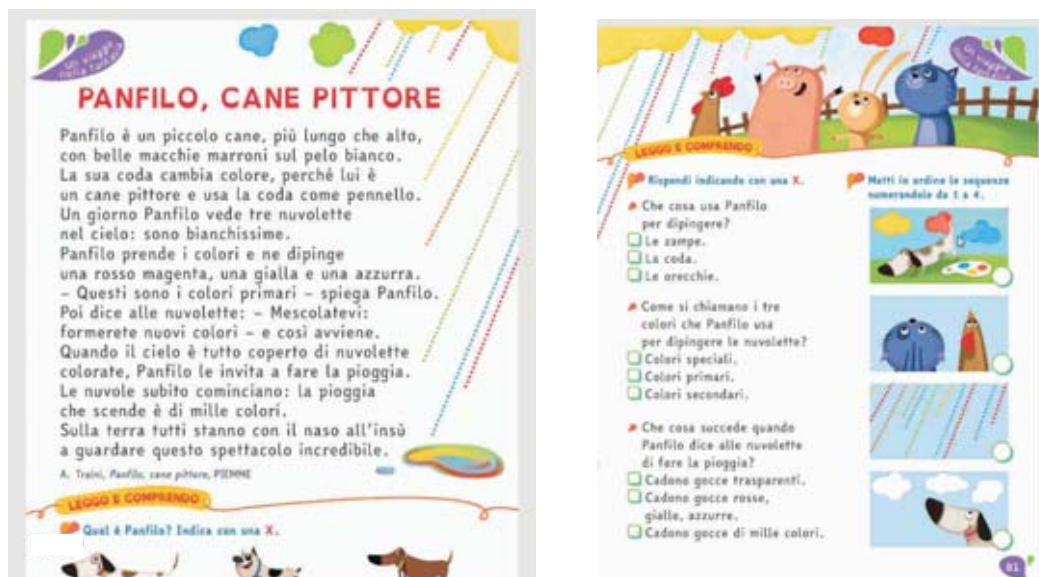 Un viaggio
nella fantasia
PANFILO, CANE PITTORE
Panfilo è un piccolo cane, più lungo che alto,
con belle macchie marroni sul pelo bianco.
La sua coda cambia colore, perché lui è
un cane pittore e usa la coda come pennello.
Un giorno Panfilo vede tre nuvolette
nel cielo: sono bianchissime.
Panfilo prende i colori e ne dipinge
una rosso magenta, una gialla e una azzurra.
– Questi sono i colori primari – spiega Panfilo.
Poi dice alle nuvolette: – Mescolatevi:
formerete nuovi colori – e così avviene.
Quando il cielo è tutto coperto di nuvolette
colorate, Panfilo le invita a fare la pioggia.
Le nuvole subito cominciano: la pioggia
che scende è di mille colori.
Sulla terra tutti stanno con il naso all'insù
a guardare questo spettacolo incredibile.
A. Traini, Panfilo, cane pittore, PIEMME
LEGGO E COMPRENDO
Qual è Panfilo? Indica con una X.
Un viaggio
nella fantasia
LEGGO E COMPRENDO
Rispondi indicando con una X.
Che cosa usa Panfilo
per dipingere?
Le zampe.
La coda.
Le orecchie.
Come si chiamano i tre
colori che Panfilo usa
per dipingere le nuvolette?
Colori speciali.
Colori primari.
Colori secondari.
Che cosa succede quando
Panfilo dice alle nuvolette
di fare la pioggia?
Cadono gocce trasparenti.
Cadono gocce rosse,
gialle, azzurre.
Cadono gocce di mille colori.
Metti in ordine le sequenze
numerandole da 1 a 4.
81